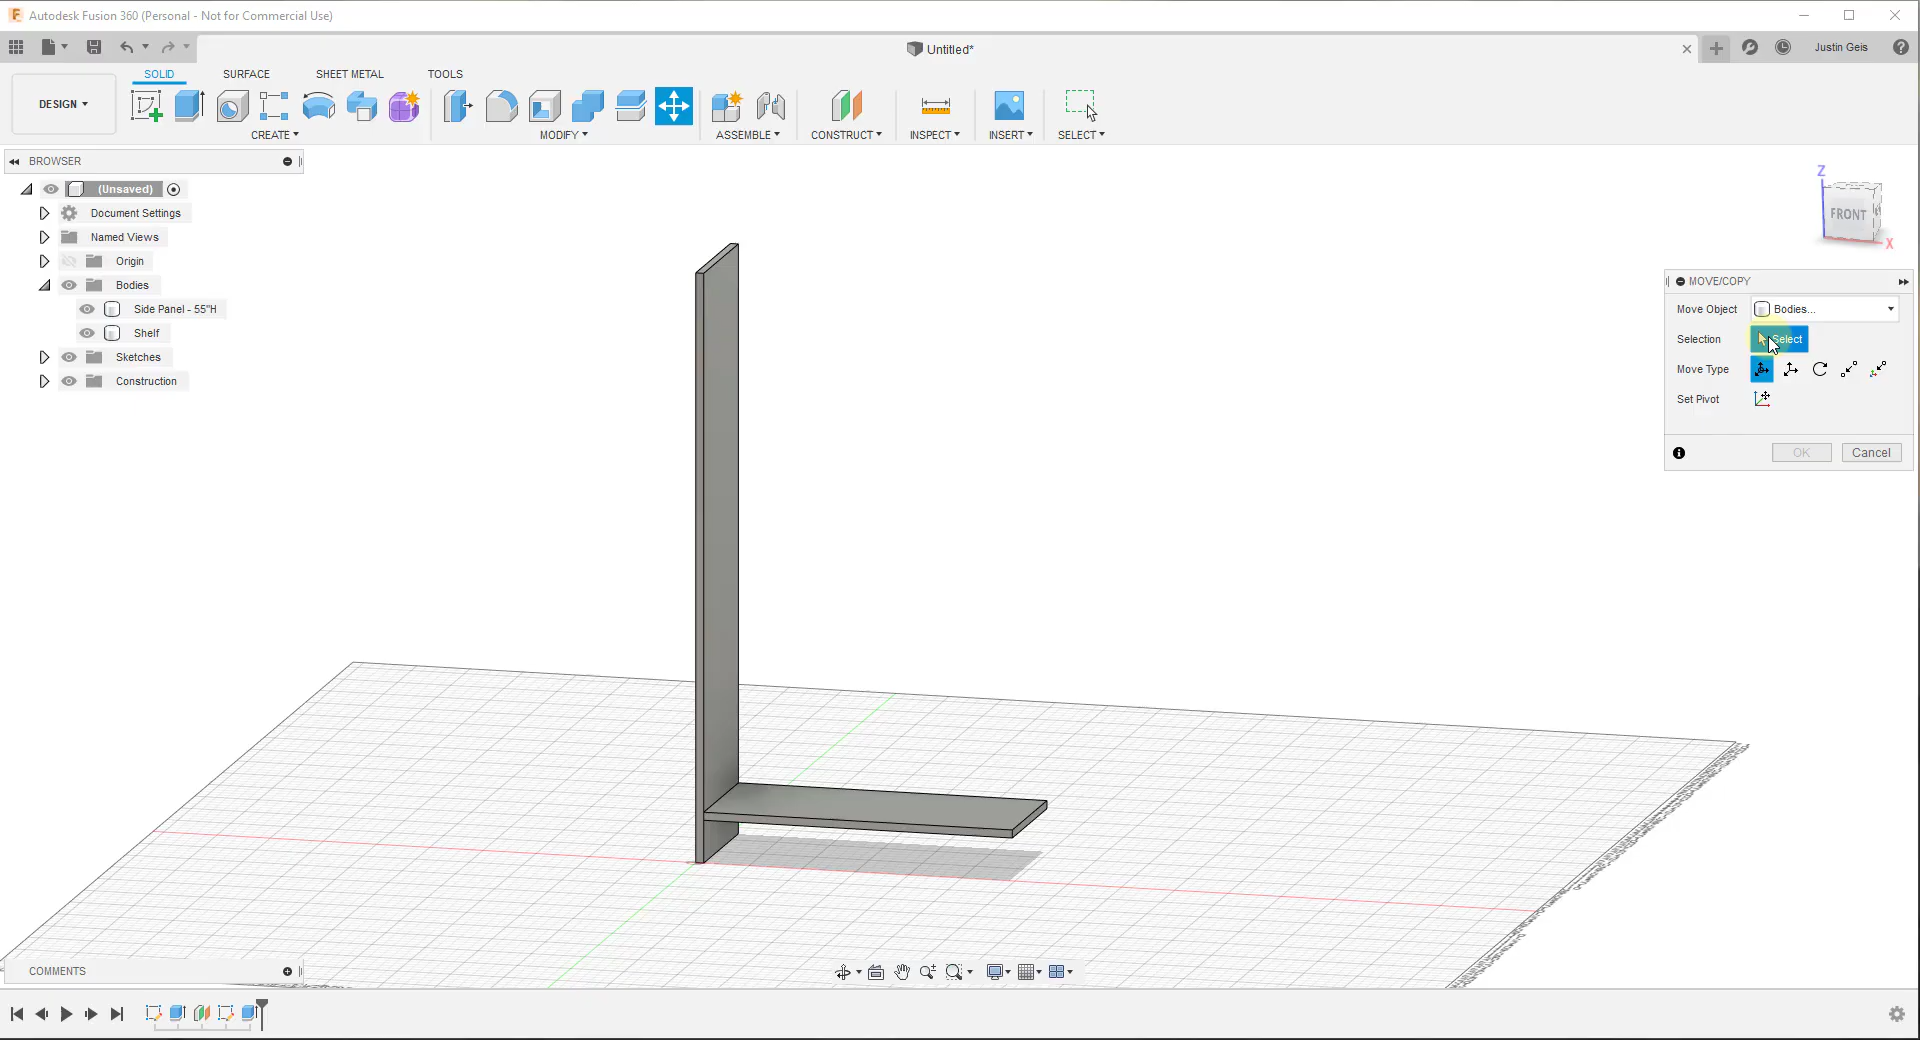 Autodesk Fusion 360 (Personal - Not for Commercial Use)
Untitled*
Justin Geis
DESIGN
SOLID SURFACE SHEET METAL TOOLS
CREATE MODIFY ASSEMBLE CONSTRUCT INSPECT INSERT SELECT
BROWSER
(Unsaved)
Document Settings
Named Views
Origin
Bodies
Side Panel - 55"H
Shelf
Sketches
Construction
Z
FRONT
X
MOVE/COPY
Move Object Bodies...
Selection Select
Move Type
Set Pivot
OK Cancel
COMMENTS